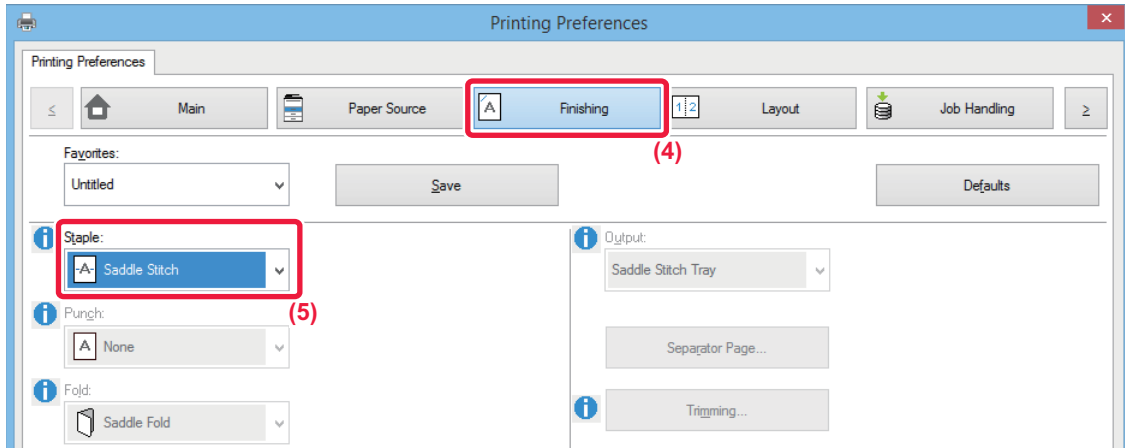 Printing Preferences
×
Printing Preferences
< Main Paper Source A Finishing 1 2 Layout Job Handling >
(4)
Favorites:
Untitled Save Defaults
Staple: Output:
-A- Saddle Stitch Saddle Stitch Tray
(5)
Punch:
A None Separator Page...
Fold:
Saddle Fold Trimming...